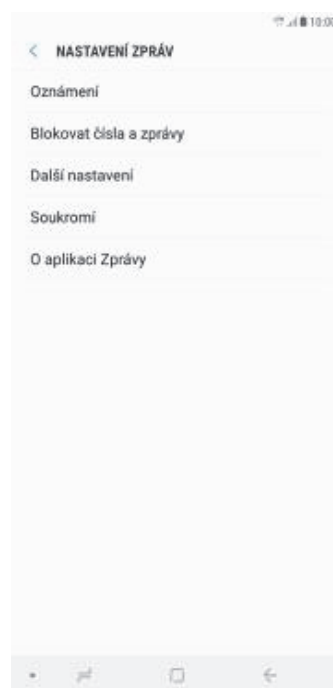 10:00
NASTAVENÍ ZPRÁV
Oznámení
Blokovat čísla a zprávy
Další nastavení
Soukromí
O aplikaci Zprávy